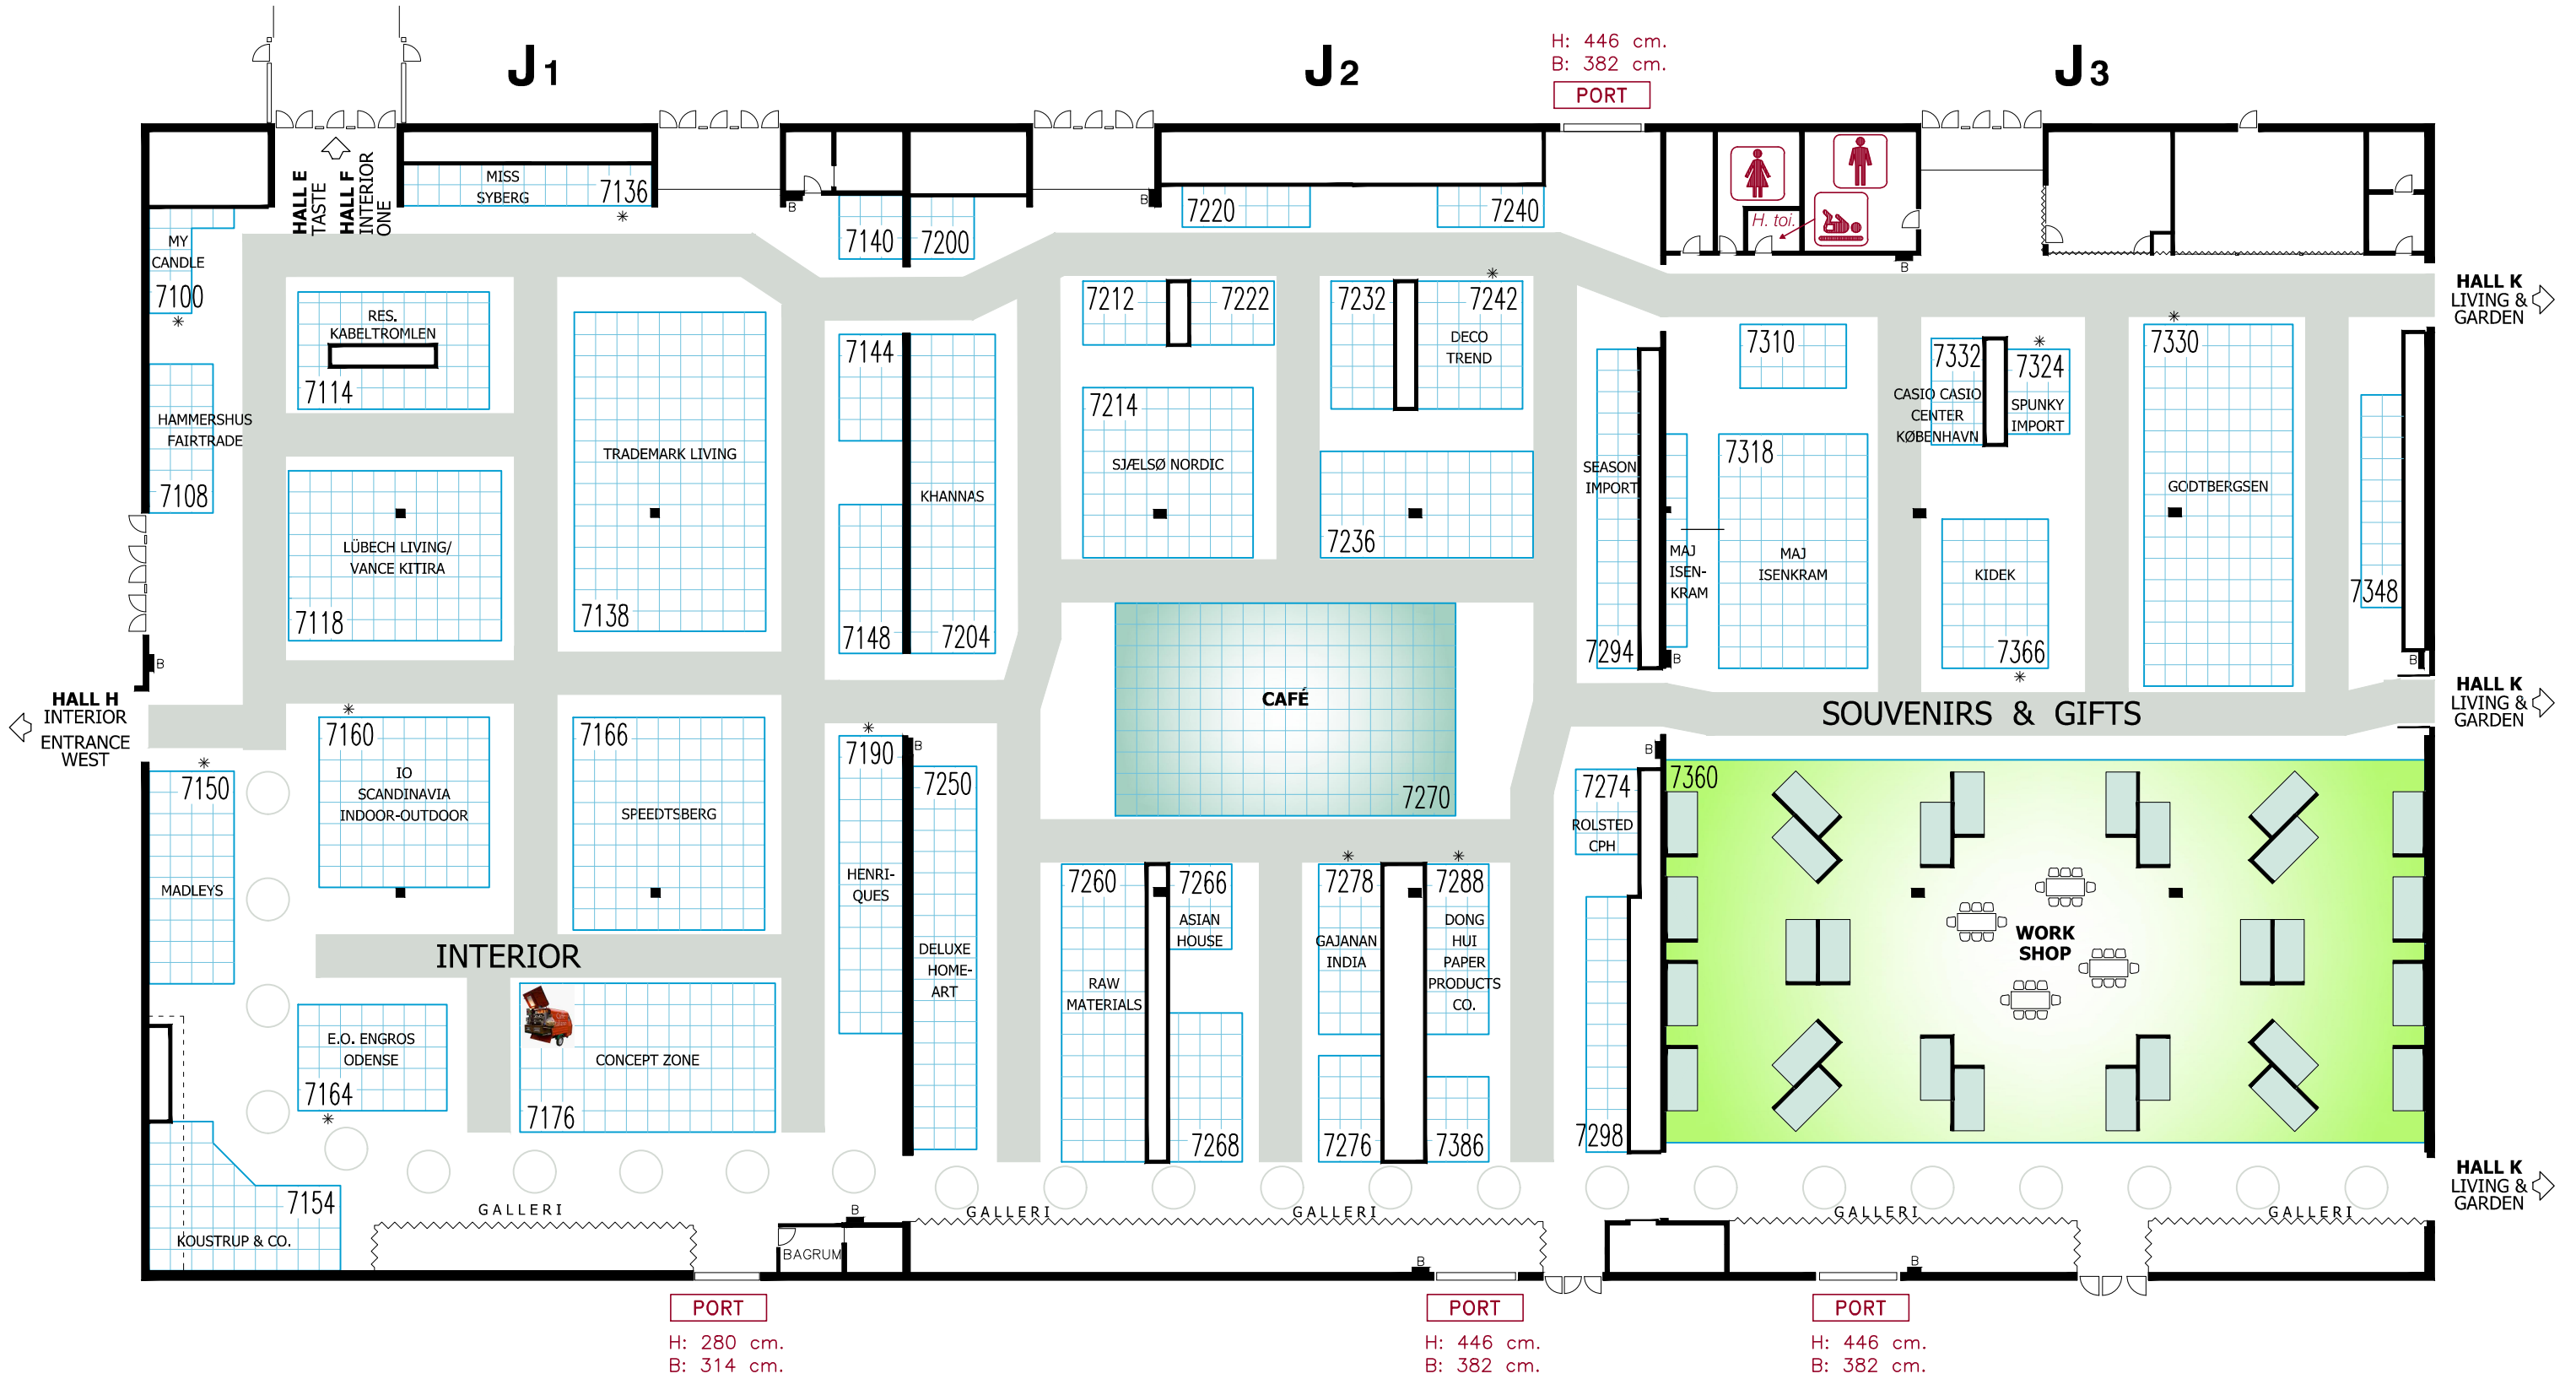 J1
J2
J3
H: 446 cm.
B: 382 cm.
PORT
HALL E
TASTE
HALL F
INTERIOR
ONE
MISS
SYBERG
7136
*
MY
CANDLE
7100
*
B
7140
7200
B
7220
7240
H. toi.
B
HALL K
LIVING &
GARDEN
RES.
KABELTROMLEN
7114
HAMMERSHUS
FAIRTRADE
7108
TRADEMARK LIVING
7138
7144
KHANNAS
7148
7204
LÜBECH LIVING/
VANCE KITIRA
7118
7212
7222
7232
7242
*
DECO
TREND
7214
SJÆLSØ NORDIC
7236
SEASON
IMPORT
7294
MAJ
ISEN-
KRAM
B
7310
7318
MAJ
ISENKRAM
7332
CASIO CASIO
CENTER
KØBENHAVN
*
7324
SPUNKY
IMPORT
KIDEK
7366
*
*
7330
GODTBERGSEN
7348
B
B
HALL H
INTERIOR
ENTRANCE
WEST
CAFÉ
7270
SOUVENIRS & GIFTS
HALL K
LIVING &
GARDEN
*
7150
MADLEYS
*
7160
IO
SCANDINAVIA
INDOOR-OUTDOOR
7166
SPEEDTSBERG
*
7190
HENRI-
QUES
B
7250
DELUXE
HOME-
ART
INTERIOR
E.O. ENGROS
ODENSE
7164
*
CONCEPT ZONE
7176
7154
KOUSTRUP & CO.
7260
RAW
MATERIALS
7266
ASIAN
HOUSE
7268
*
7278
GAJANAN
INDIA
7276
*
7288
DONG
HUI
PAPER
PRODUCTS
CO.
7386
B
7274
ROLSTED
CPH
7298
7360
WORK
SHOP
HALL K
LIVING &
GARDEN
GALLERI
GALLERI
GALLERI
GALLERI
GALLERI
B
BAGRUM
B
B
PORT
H: 280 cm.
B: 314 cm.
PORT
H: 446 cm.
B: 382 cm.
PORT
H: 446 cm.
B: 382 cm.